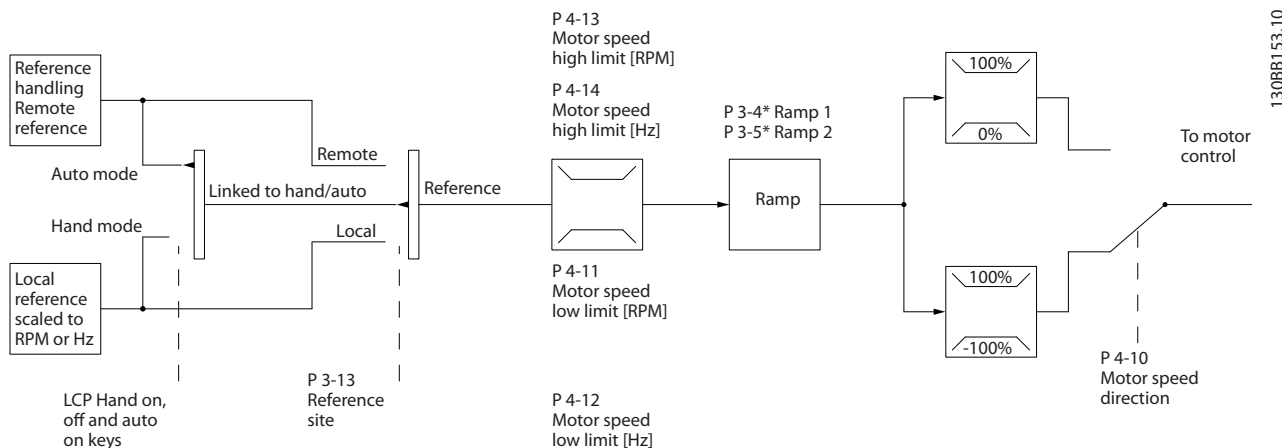 P 4-13
Motor speed
high limit [RPM]
P 4-14
Motor speed
high limit [Hz]
130BB153.10
Reference
handling
Remote
reference
Auto mode
Hand mode
Local
reference
scaled to
RPM or Hz
LCP Hand on,
off and auto
on keys
Linked to hand/auto
Remote
Local
P 3-13
Reference
site
Reference
P 4-11
Motor speed
low limit [RPM]
P 4-12
Motor speed
low limit [Hz]
P 3-4* Ramp 1
P 3-5* Ramp 2
Ramp
100%
0%
100%
-100%
To motor
control
P 4-10
Motor speed
direction